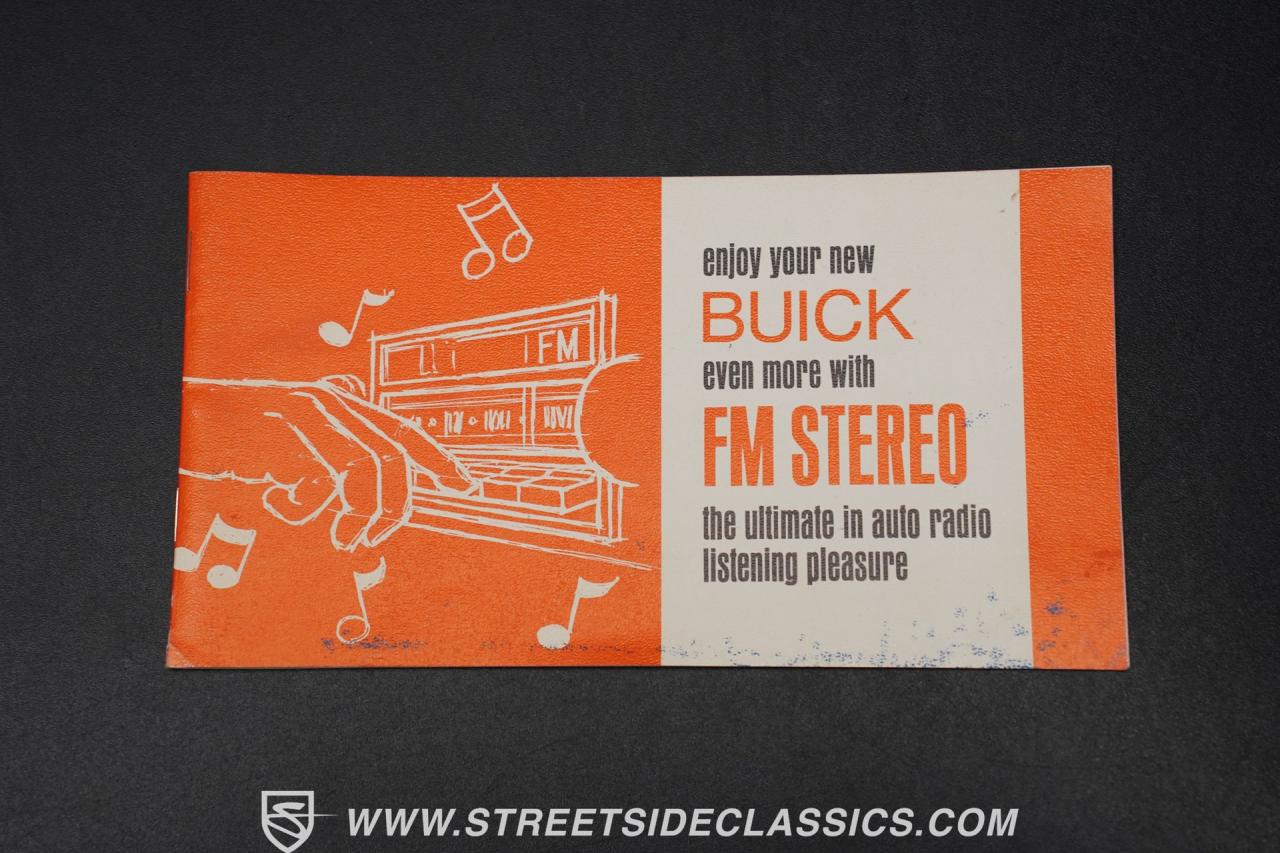 FM
enjoy your new
BUICK
even more with
FM STEREO
the ultimate in auto radio
listening pleasure
WWW.STREETSIDECLASSICS.COM